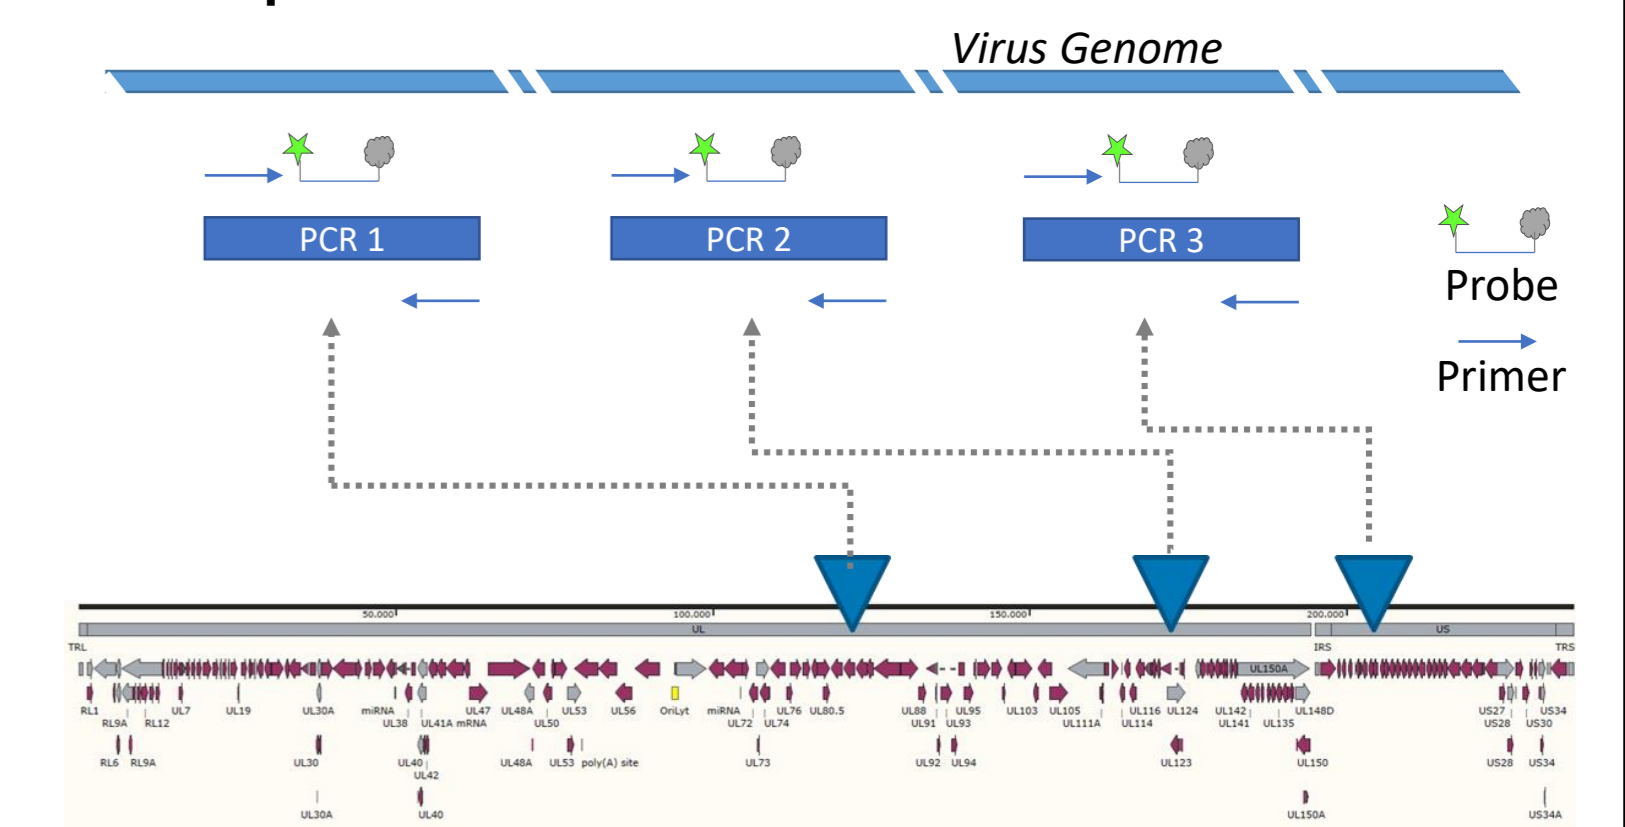 Virus Genome
PCR 1
PCR 2
PCR 3
Probe
Primer
50.000
100.000
150.000
200.000
UL
US
TRL
IRS
TRS
UL150A
RL1
UL7
UL19
UL30A
miRNA
UL47
UL48A
UL53
UL56
OriLyt
miRNA
UL76
UL80.5
UL88
UL95
UL103
UL105
UL116
UL124
UL142
UL148D
US27
US34
RL9A
RL12
UL38
UL41A mRNA
UL50
UL72
UL74
UL91
UL93
UL111A
UL114
UL141
UL135
US28
US30
RL6
RL9A
UL30
UL40
UL48A
UL53
poly(A) site
UL73
UL92
UL94
UL123
UL150
US28
US34
UL42
UL30A
UL40
UL150A
US34A